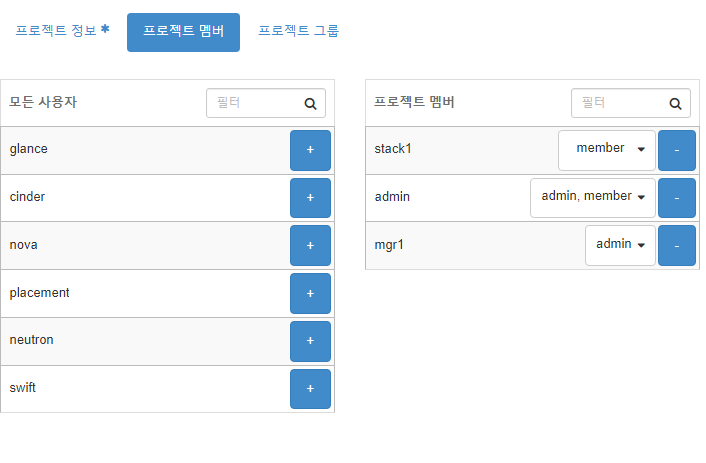 프로젝트 정보 * 프로젝트 멤버 프로젝트 그룹
모든 사용자 필터
glance +
cinder +
nova +
placement +
neutron +
swift +
프로젝트 멤버 필터
stack1 member -
admin admin, member -
mgr1 admin -